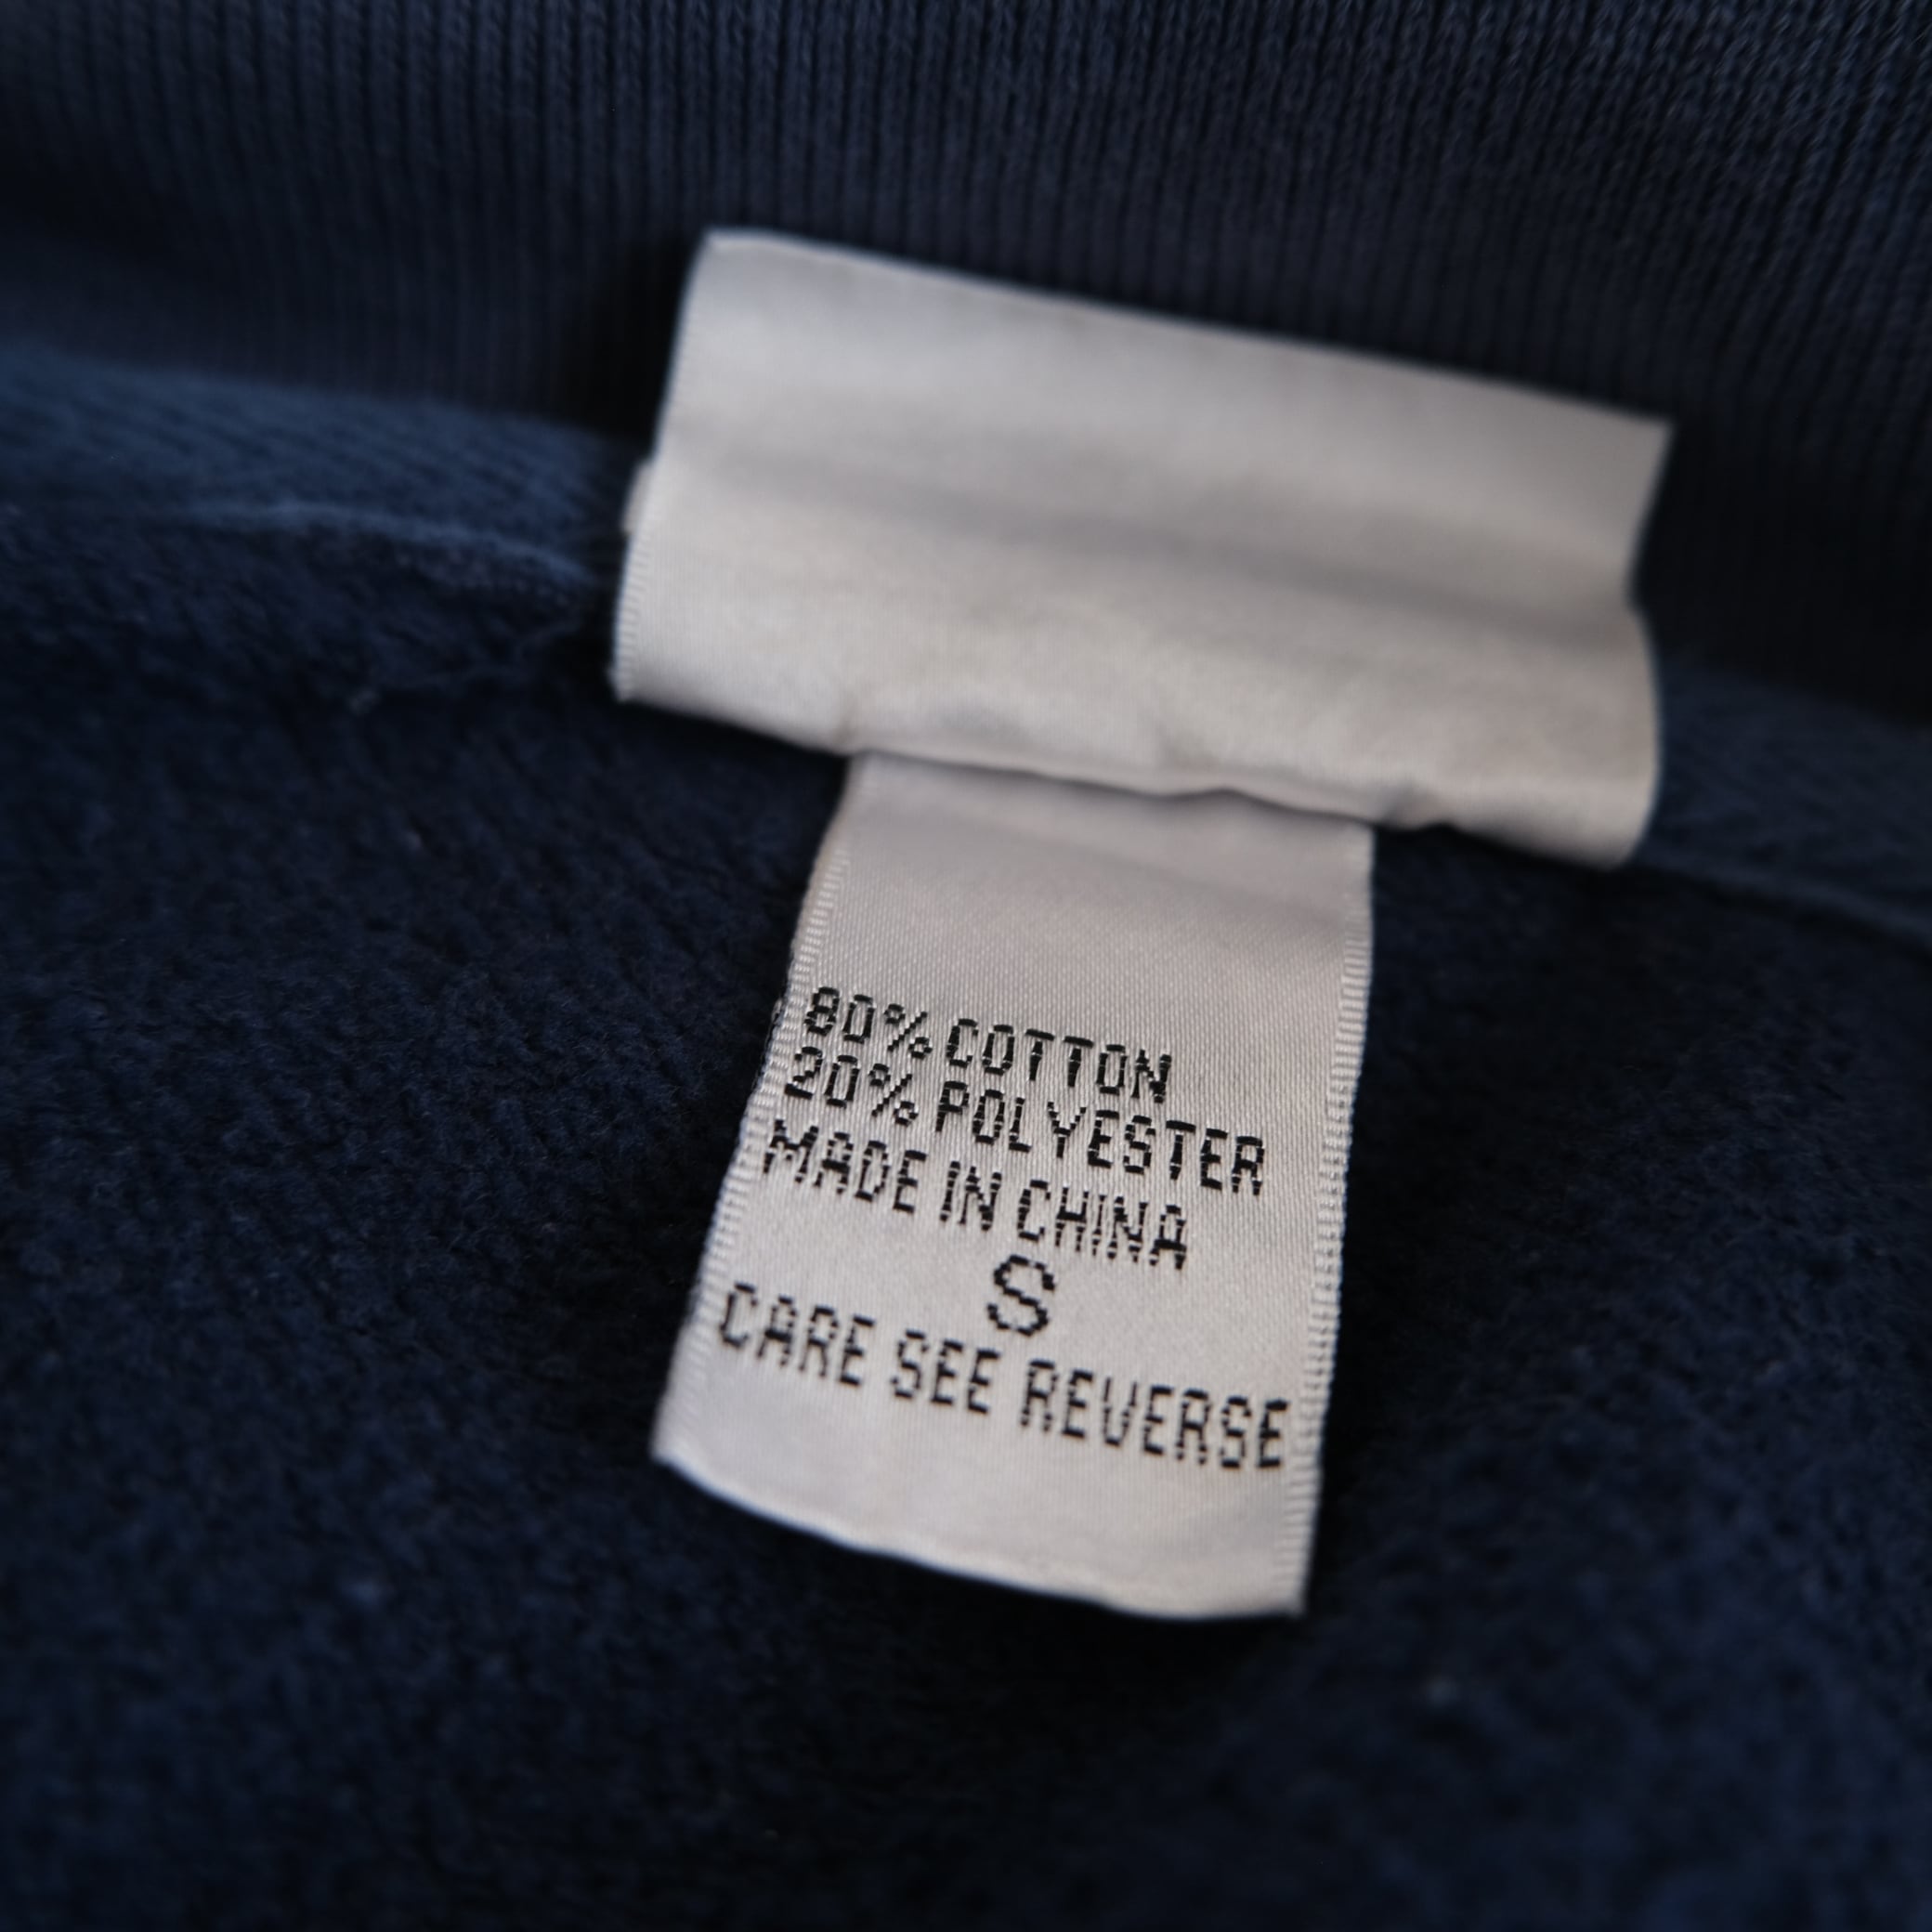 80% COTTON
20% POLYESTER
MADE IN CHINA
S
CARE SEE REVERSE